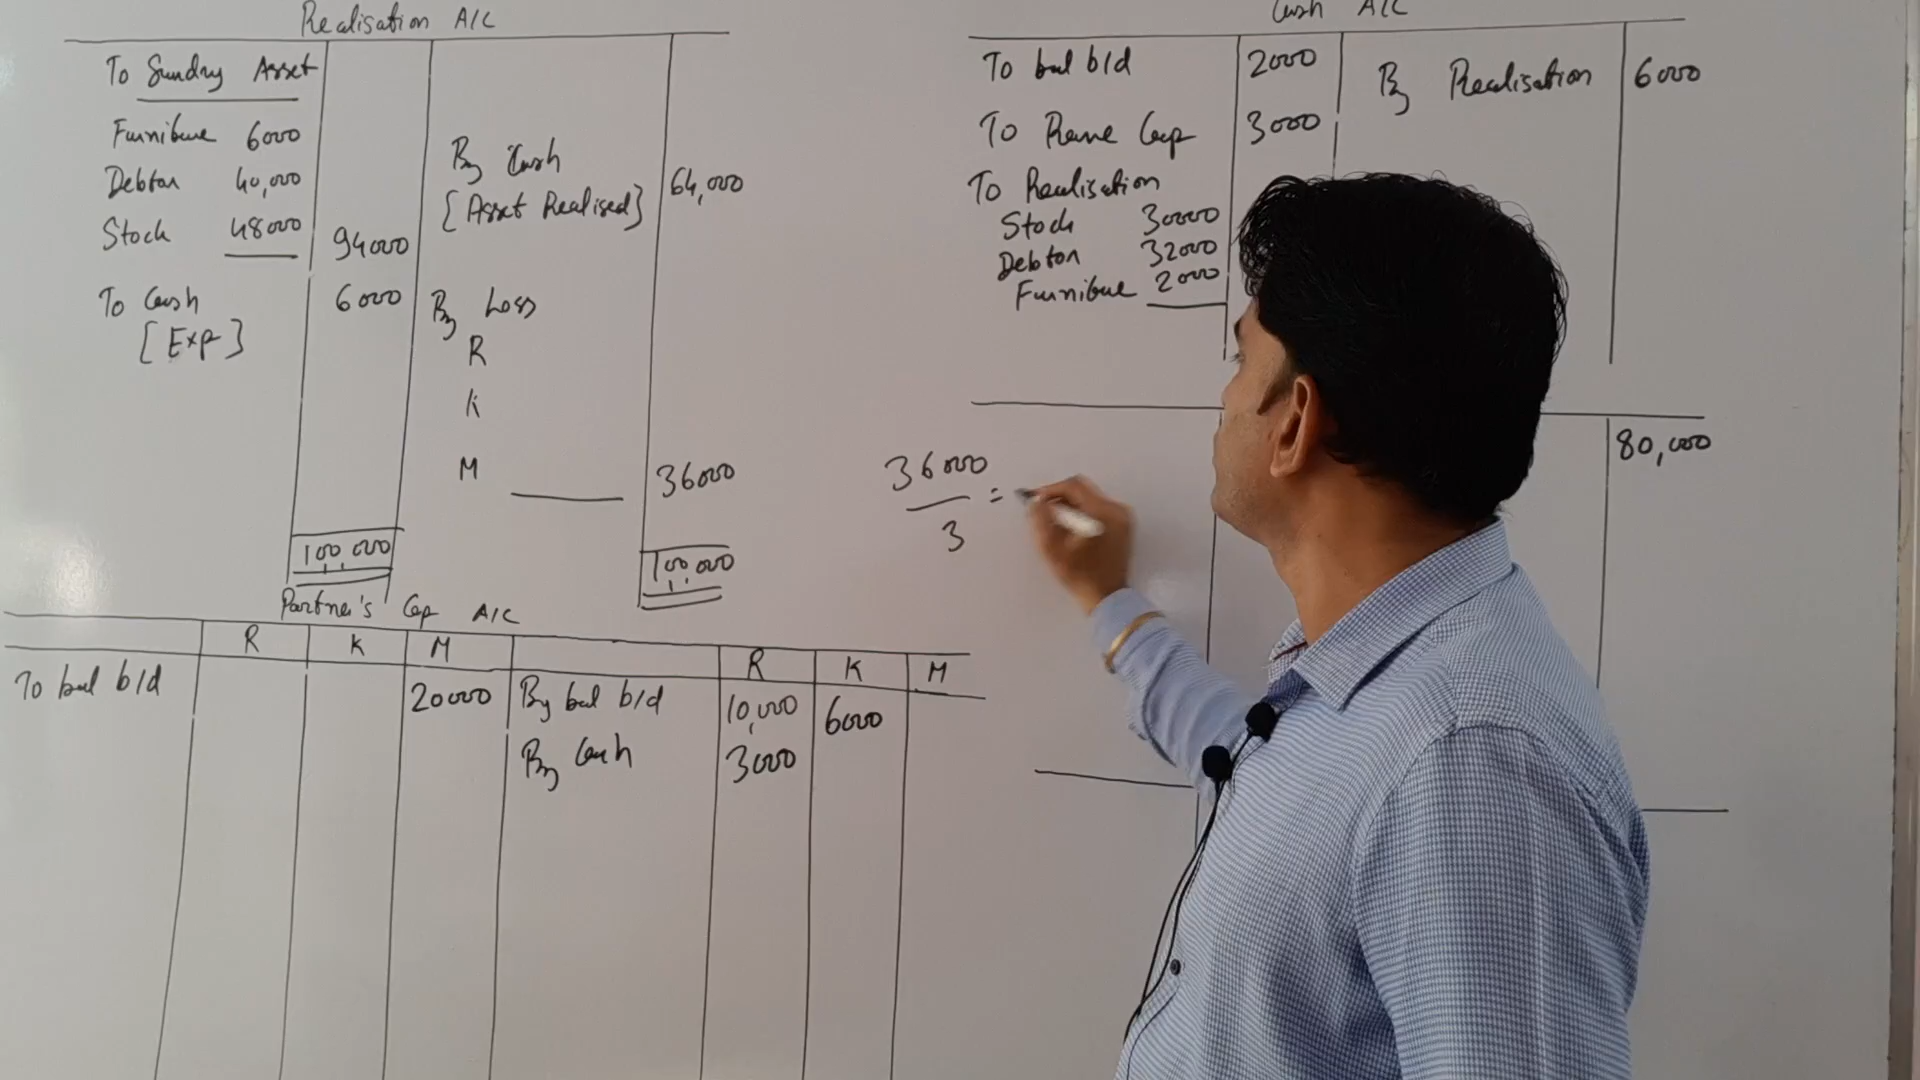 Realisation A/C
To Sundry Asset
Furniture 6000
Debtor 40,000
Stock 48000 94000
To Cash 6000
[Exp]
100,000
By Cash
[Asset Realised] 64,000
By Loss
R
K
M 36000
100,000
Cash A/C
To bal b/d 2000
To Rame Cap 3000
To Realisation
Stock 30000
Debtor 32000
Furniture 2000
By Realisation 6000
80,000
36000
3
=
Partner's Cap A/C
R K M R K M
To bal b/d 20000 By bal b/d 10,000 6000
By Cash 3000